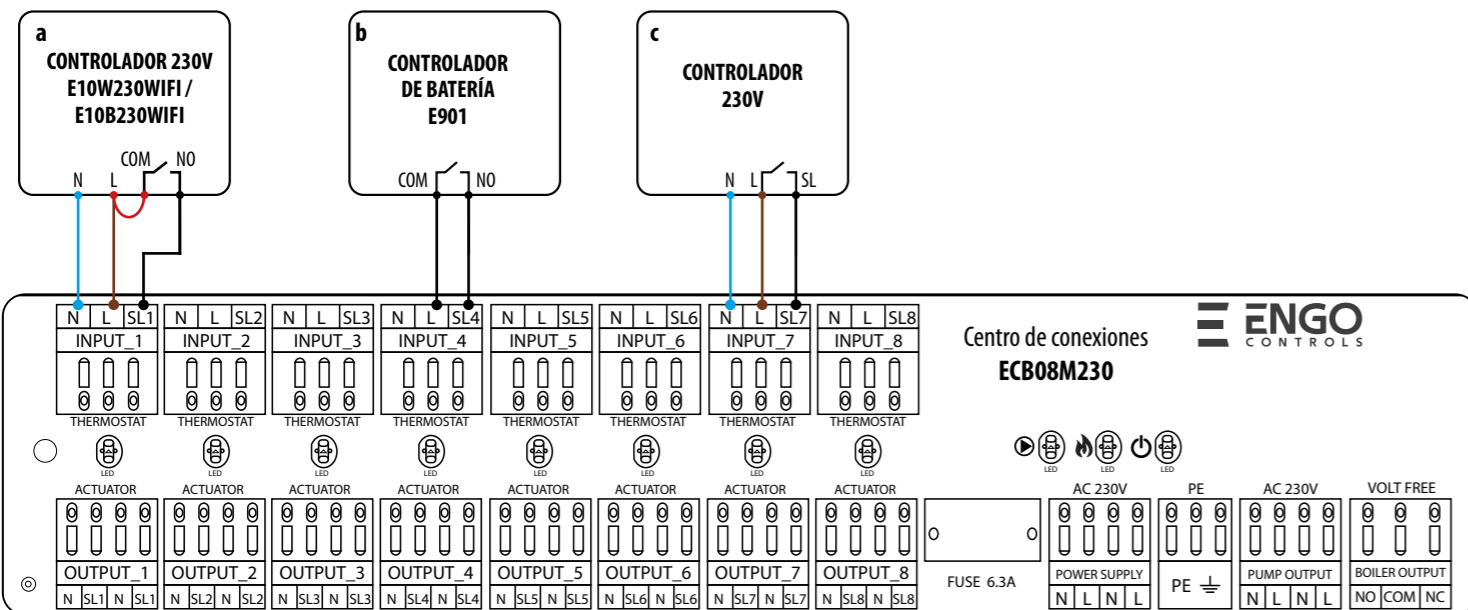 a
CONTROLADOR 230V
E10W230WIFI /
E10B230WIFI
COM NO
N L
b
CONTROLADOR
DE BATERÍA
E901
COM NO
c
CONTROLADOR
230V
N L SL
N L SL1 N L SL2 N L SL3 N L SL4 N L SL5 N L SL6 N L SL7 N L SL8
INPUT_1 INPUT_2 INPUT_3 INPUT_4 INPUT_5 INPUT_6 INPUT_7 INPUT_8
THERMOSTAT THERMOSTAT THERMOSTAT THERMOSTAT THERMOSTAT THERMOSTAT THERMOSTAT THERMOSTAT
LED LED LED LED LED LED LED LED
Centro de conexiones
ECB08M230
ENGO
CONTROLS
LED LED LED
ACTUATOR ACTUATOR ACTUATOR ACTUATOR ACTUATOR ACTUATOR ACTUATOR ACTUATOR
OUTPUT_1 OUTPUT_2 OUTPUT_3 OUTPUT_4 OUTPUT_5 OUTPUT_6 OUTPUT_7 OUTPUT_8
N SL1 N SL1 N SL2 N SL2 N SL3 N SL3 N SL4 N SL4 N SL5 N SL5 N SL6 N SL6 N SL7 N SL7 N SL8 N SL8
FUSE 6.3A
AC 230V
POWER SUPPLY
N L N L
PE
PE
AC 230V
PUMP OUTPUT
N L N L
VOLT FREE
BOILER OUTPUT
NO COM NC